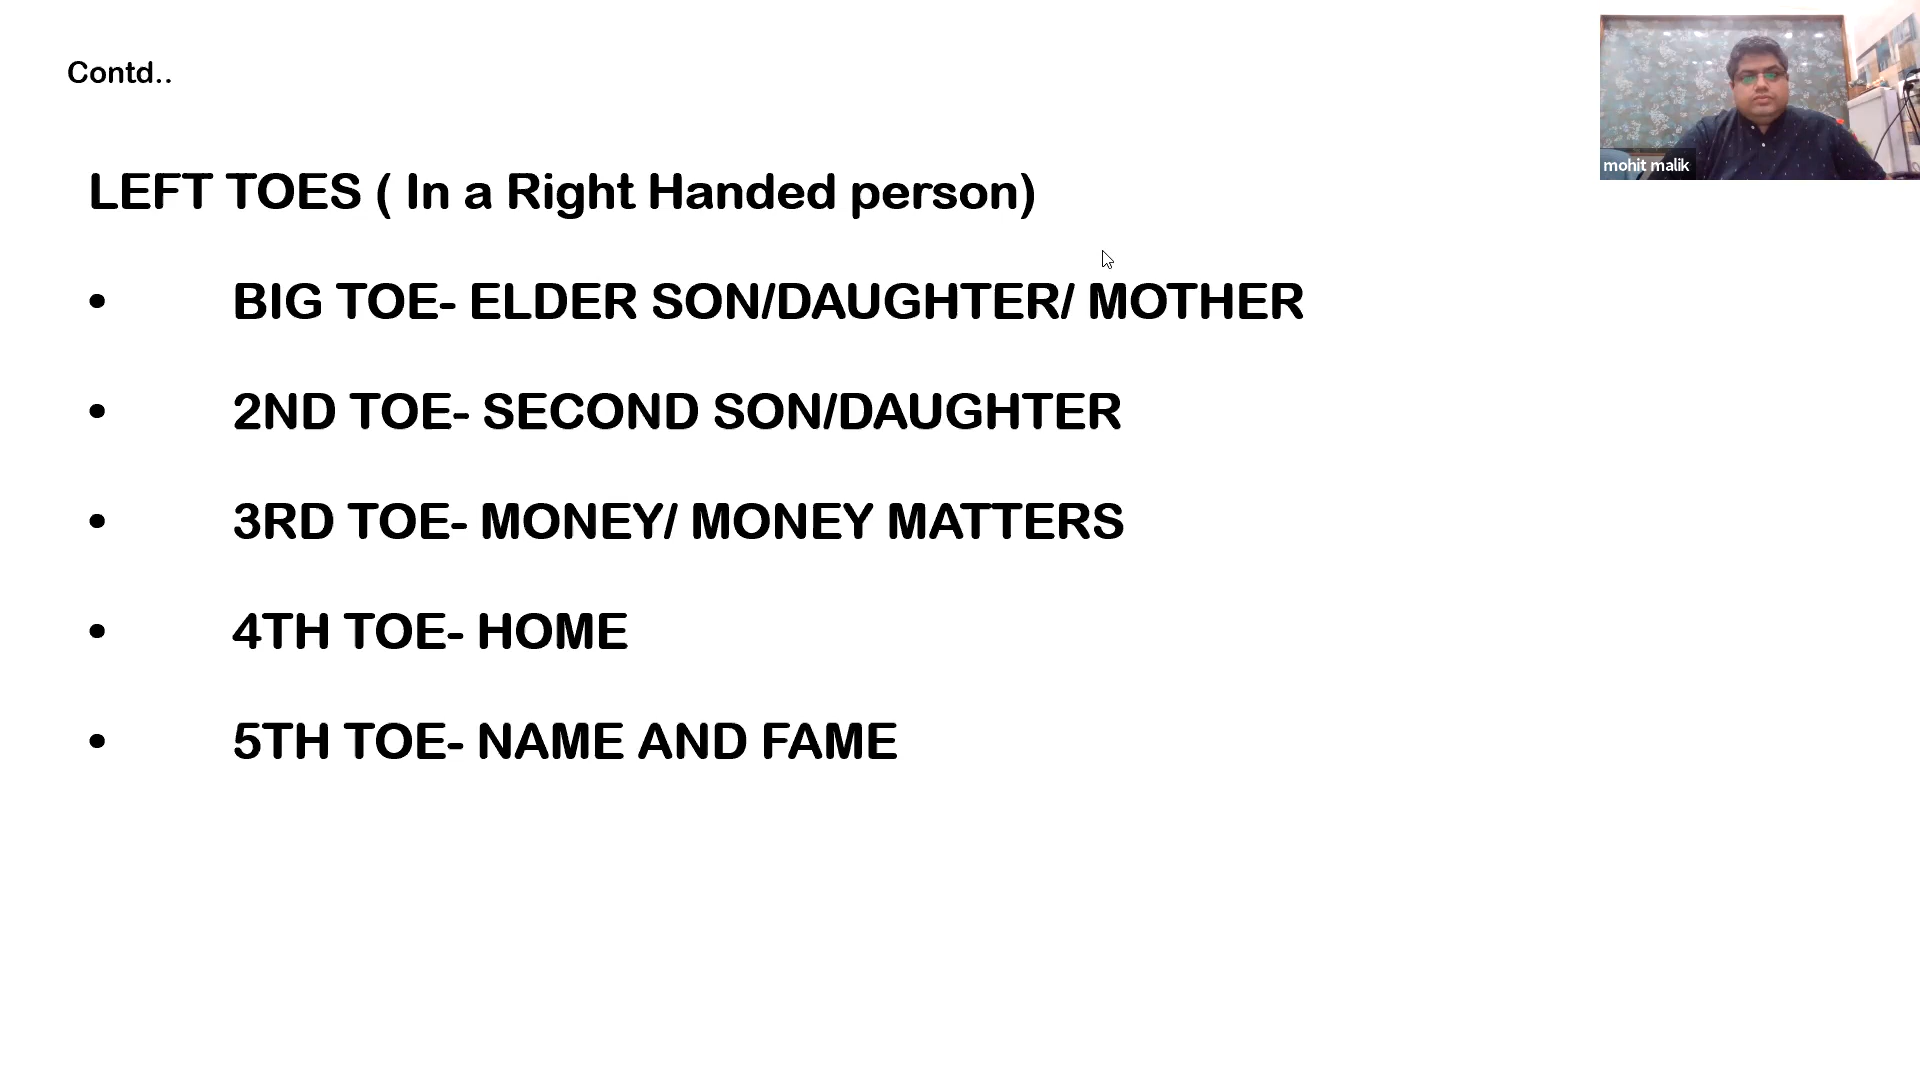 Contd..
mohit malik
LEFT TOES ( In a Right Handed person)
• BIG TOE- ELDER SON/DAUGHTER/ MOTHER
• 2ND TOE- SECOND SON/DAUGHTER
• 3RD TOE- MONEY/ MONEY MATTERS
• 4TH TOE- HOME
• 5TH TOE- NAME AND FAME